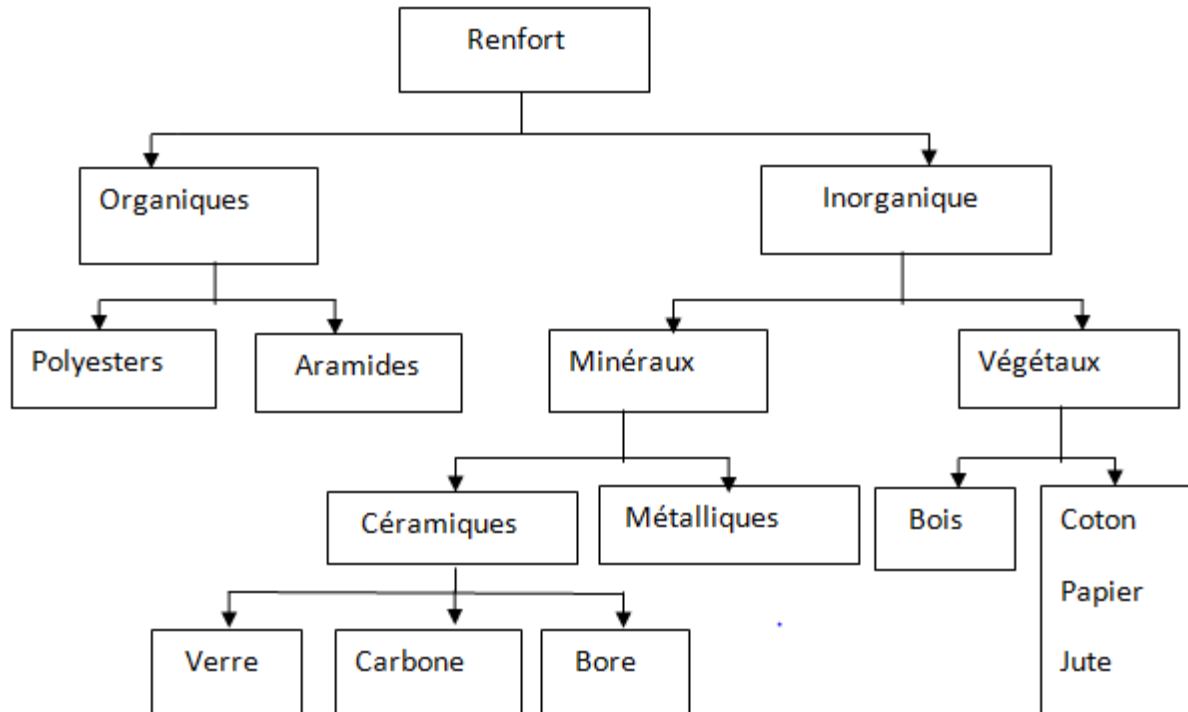 Renfort
Organiques
Inorganique
Polyesters
Aramides
Minéraux
Végétaux
Céramiques
Métalliques
Bois
Coton
Papier
Jute
Verre
Carbone
Bore